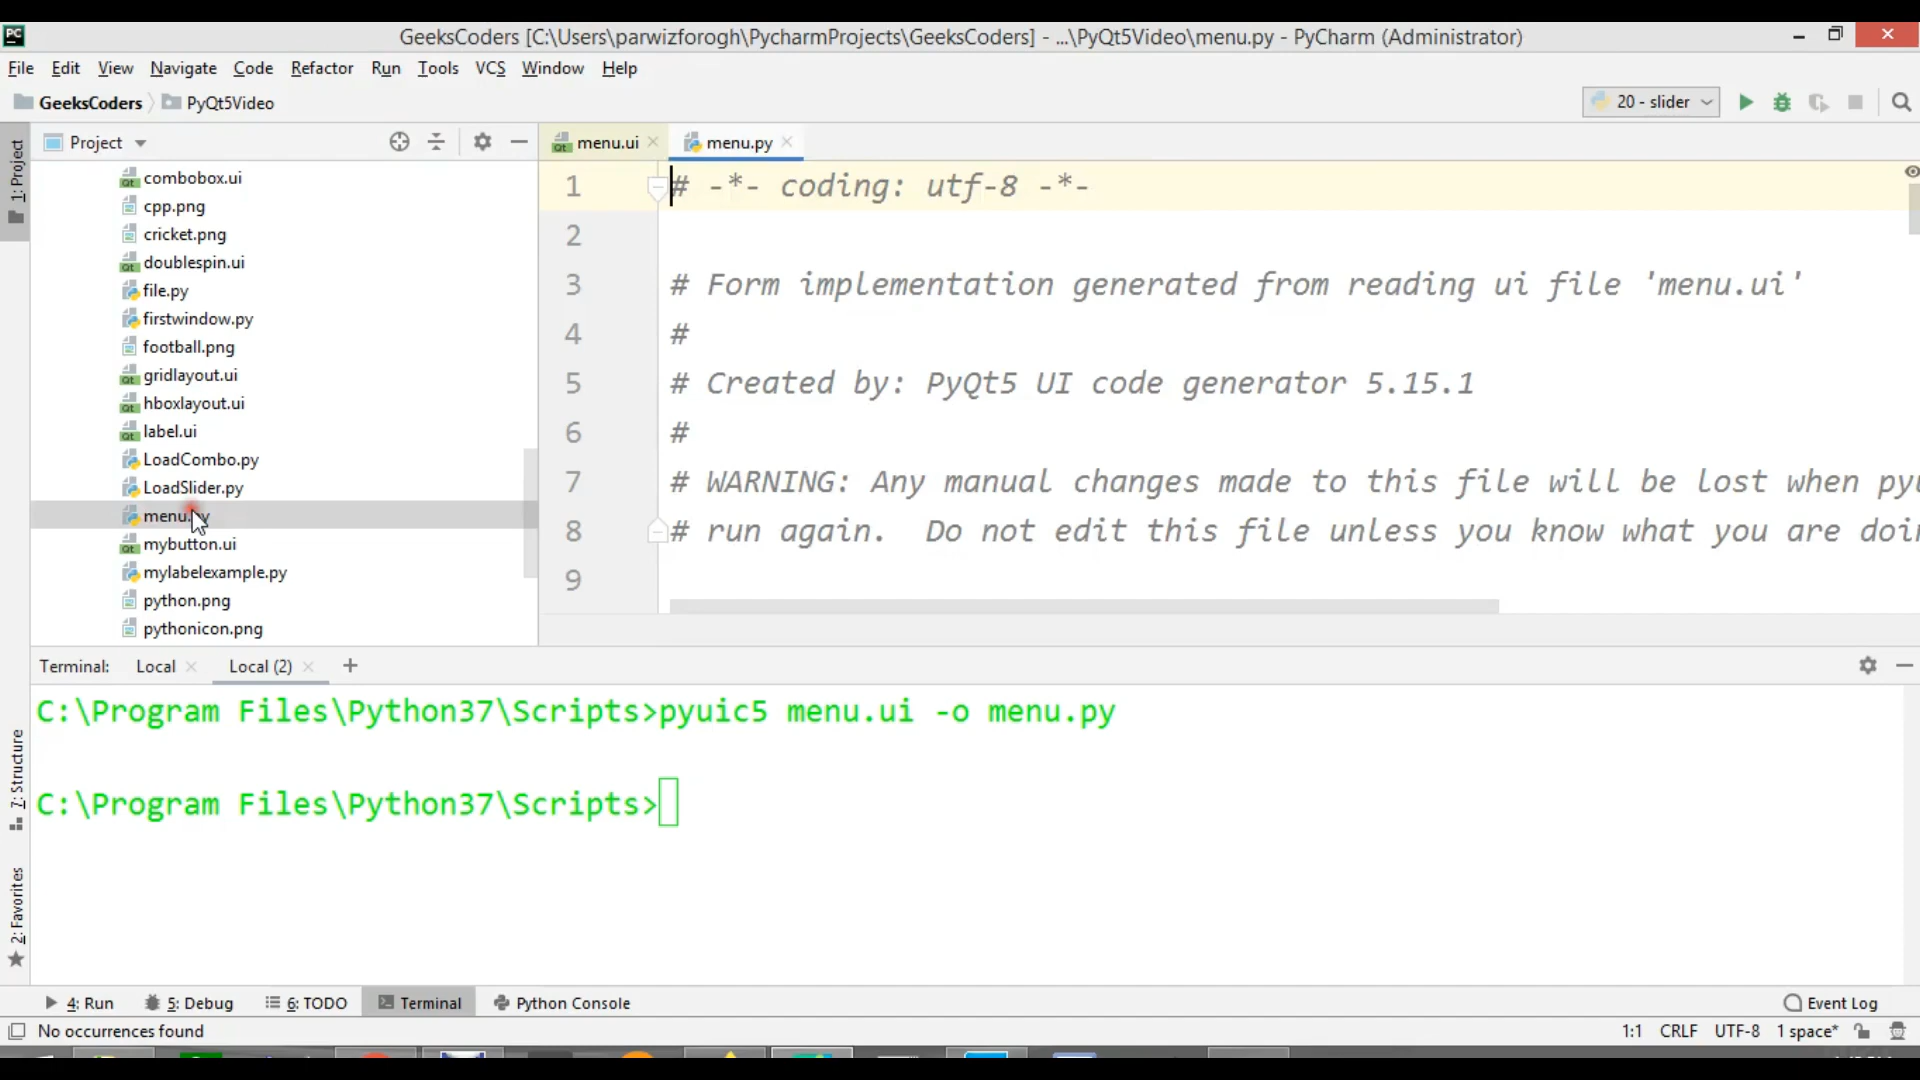 PC
GeeksCoders [C:\Users\parwizforogh\PycharmProjects\GeeksCoders] - ...\PyQt5Video\menu.py - PyCharm (Administrator)
File Edit View Navigate Code Refactor Run Tools VCS Window Help
GeeksCoders PyQt5Video
20 - slider
1: Project
Project
menu.ui
menu.py
combobox.ui
cpp.png
cricket.png
doublespin.ui
file.py
firstwindow.py
football.png
gridlayout.ui
hboxlayout.ui
label.ui
LoadCombo.py
LoadSlider.py
menu.py
mybutton.ui
mylabelexample.py
python.png
pythonicon.png
1 # -*- coding: utf-8 -*-
2
3 # Form implementation generated from reading ui file 'menu.ui'
4 #
5 # Created by: PyQt5 UI code generator 5.15.1
6 #
7 # WARNING: Any manual changes made to this file will be lost when pyu
8 # run again.  Do not edit this file unless you know what you are doi
9
Terminal: Local Local (2)
C:\Program Files\Python37\Scripts>pyuic5 menu.ui -o menu.py
C:\Program Files\Python37\Scripts>
7: Structure
2: Favorites
4: Run 5: Debug 6: TODO Terminal Python Console Event Log
No occurrences found 1:1 CRLF UTF-8 1 space*